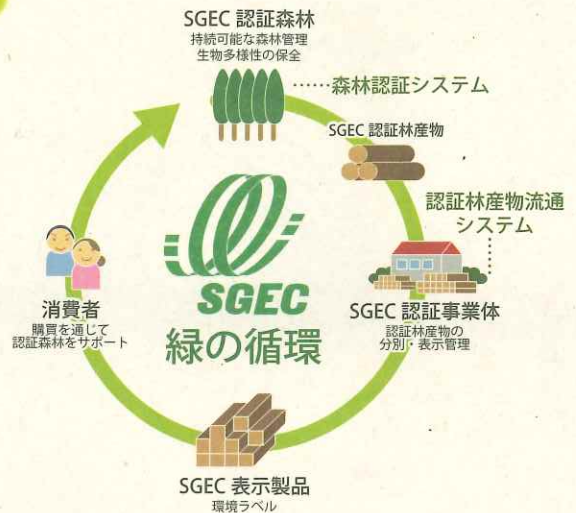 SGEC 認証森林
持続可能な森林管理
生物多様性の保全
森林認証システム
SGEC 認証林産物
認証林産物流通
システム
SGEC 認証事業体
認証林産物の
分別・表示管理
SGEC 表示製品
環境ラベル
消費者
購買を通じて
認証森林をサポート
SGEC
緑の循環